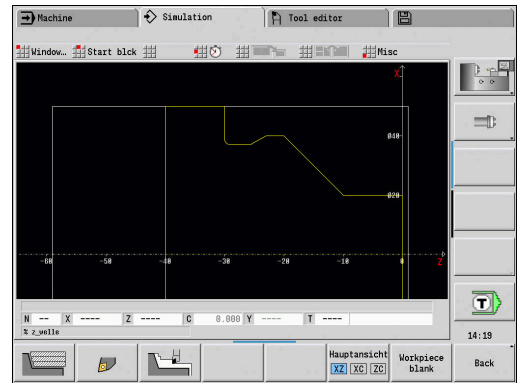 Machine
Simulation
Tool editor
Window…
Start blck
Misc
X
ø40
ø20
-60
-50
-40
-30
-20
-10
0
Z
N -- X ---- Z ---- C 0.000 Y ---- T ----
% z_welle
T
14:19
Hauptansicht
XZ XC ZC
Workpiece
blank
Back